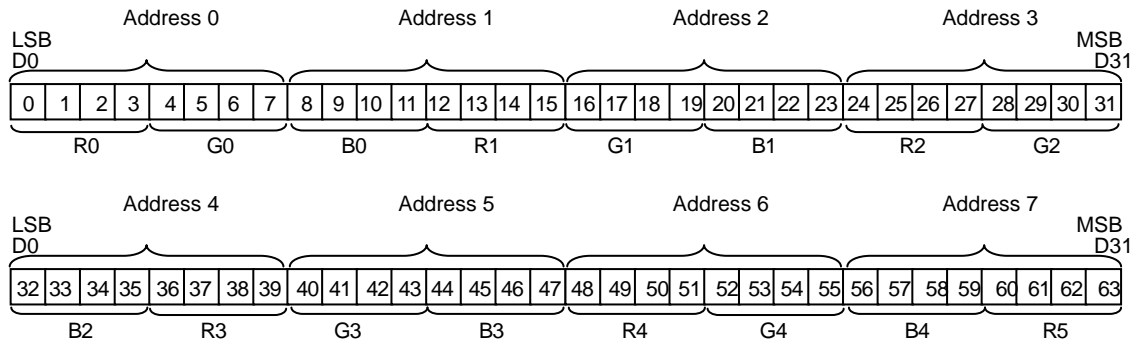 Address 0 Address 1 Address 2 Address 3
LSB MSB
D0 D31
0 1 2 3 4 5 6 7 8 9 10 11 12 13 14 15 16 17 18 19 20 21 22 23 24 25 26 27 28 29 30 31
R0 G0 B0 R1 G1 B1 R2 G2
Address 4 Address 5 Address 6 Address 7
LSB MSB
D0 D31
32 33 34 35 36 37 38 39 40 41 42 43 44 45 46 47 48 49 50 51 52 53 54 55 56 57 58 59 60 61 62 63
B2 R3 G3 B3 R4 G4 B4 R5